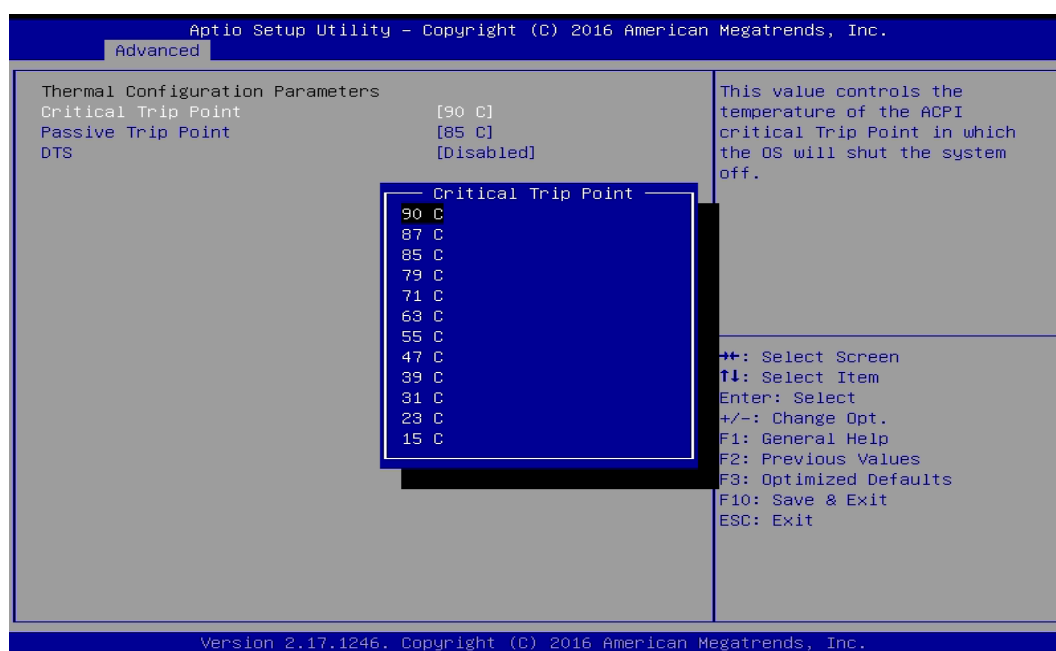 Aptio Setup Utility – Copyright (C) 2016 American Megatrends, Inc.
Advanced
Thermal Configuration Parameters
Critical Trip Point [90 C]
Passive Trip Point [85 C]
DTS [Disabled]
This value controls the
temperature of the ACPI
critical Trip Point in which
the OS will shut the system
off.
Critical Trip Point
90 C
87 C
85 C
79 C
71 C
63 C
55 C
47 C
39 C
31 C
23 C
15 C
→←: Select Screen
↑↓: Select Item
Enter: Select
+/-: Change Opt.
F1: General Help
F2: Previous Values
F3: Optimized Defaults
F10: Save & Exit
ESC: Exit
Version 2.17.1246. Copyright (C) 2016 American Megatrends, Inc.